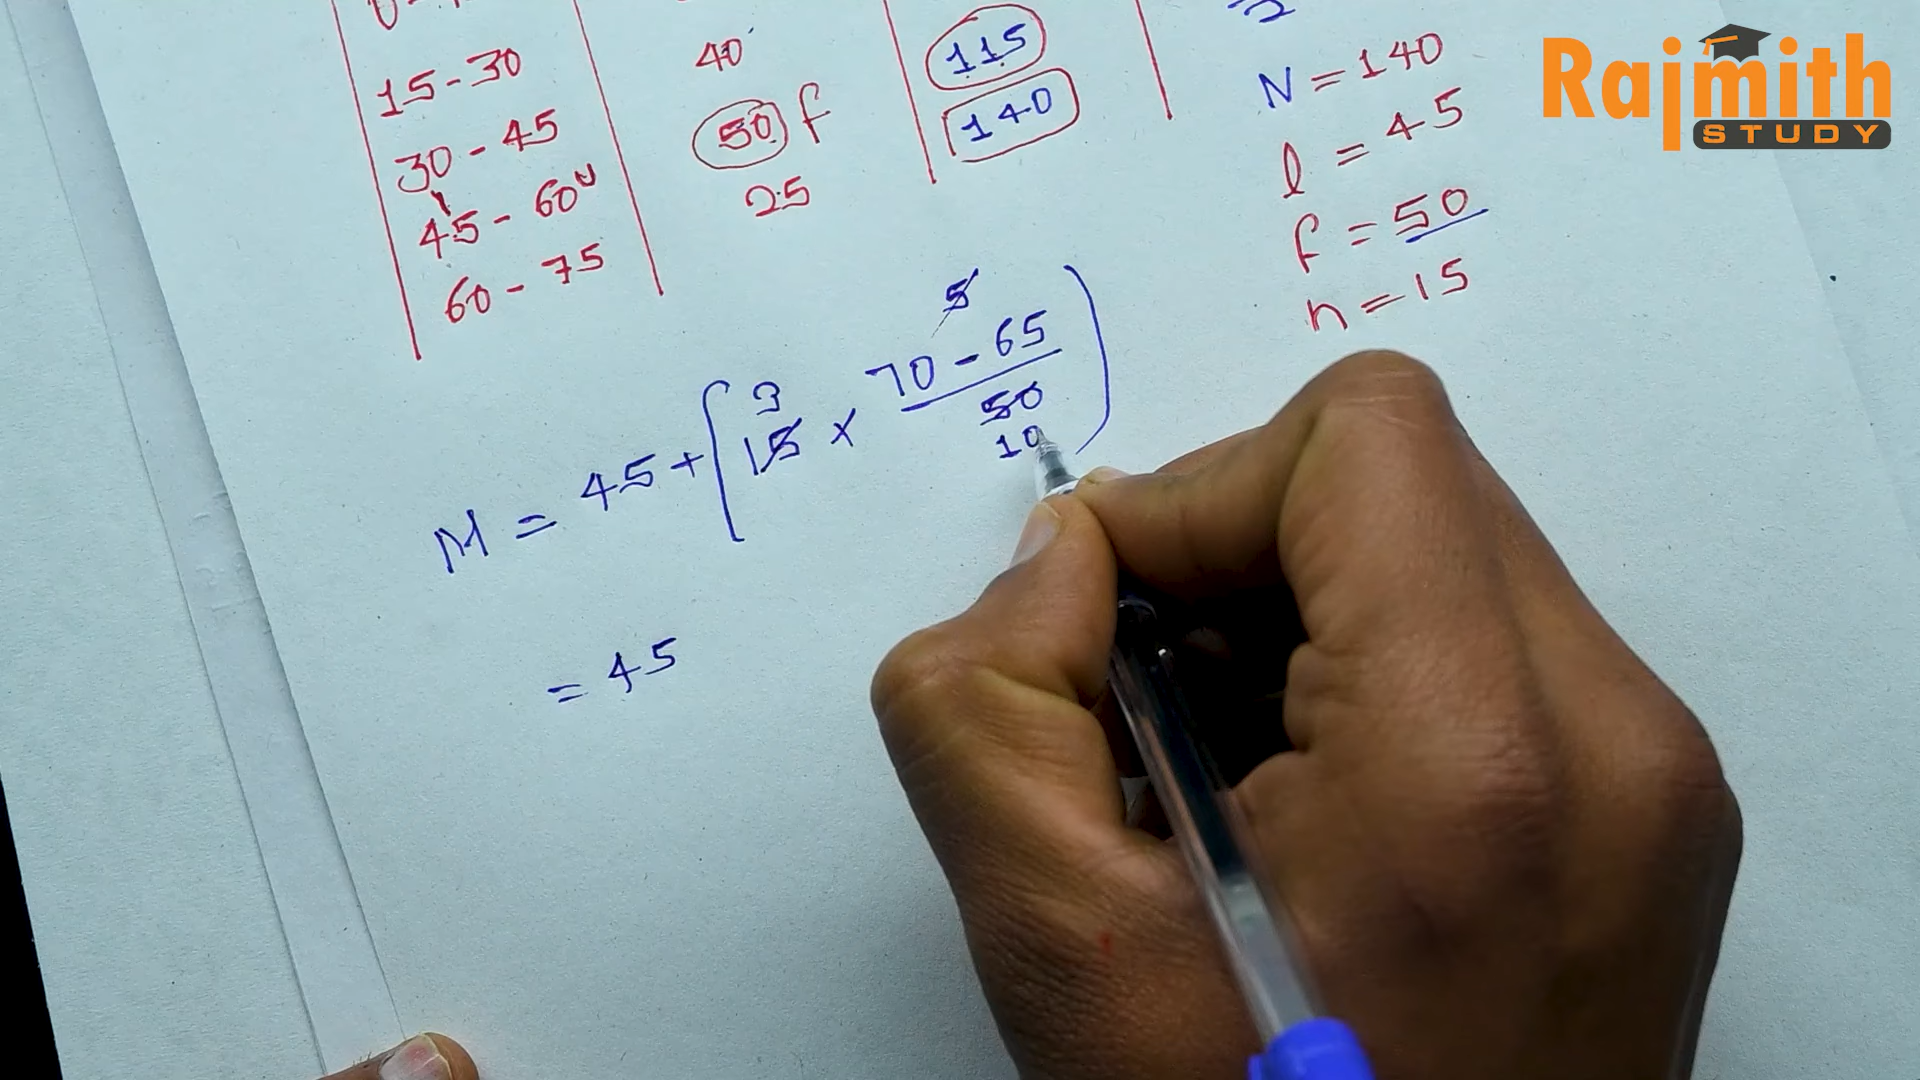 15-30 40 115
30-45 50 f 140
45-60 25
60-75
N = 140
l = 45
f = 50
h = 15
5
3 70 - 65
M = 45 + ( 15 × 50 )
10
= 45
Rajmith
STUDY